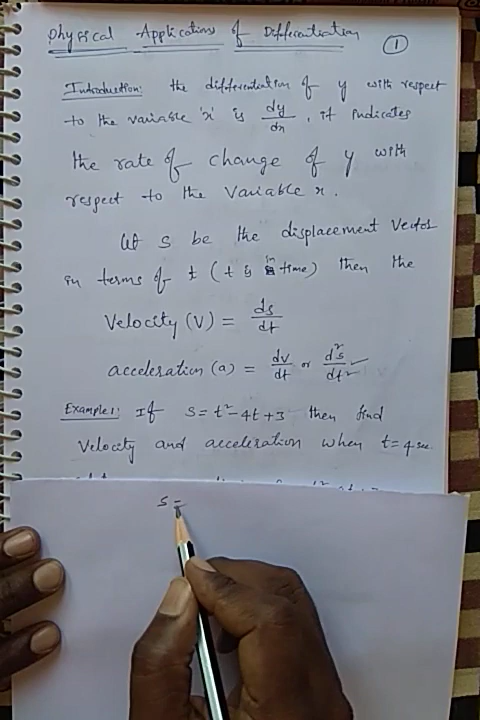 Physical Applications of Differentiation ①
Introduction: the differentiation of y with respect
to the variable 'x' is dy/dx, it indicates
the rate of change of y with
respect to the variable x.
let s be the displacement Vector
in terms of t (t is in time) then the
Velocity (V) = ds/dt
acceleration (a) = dv/dt or d²s/dt²
Example 1: If s = t² - 4t + 3 then find
Velocity and acceleration when t = 4 sec
s =